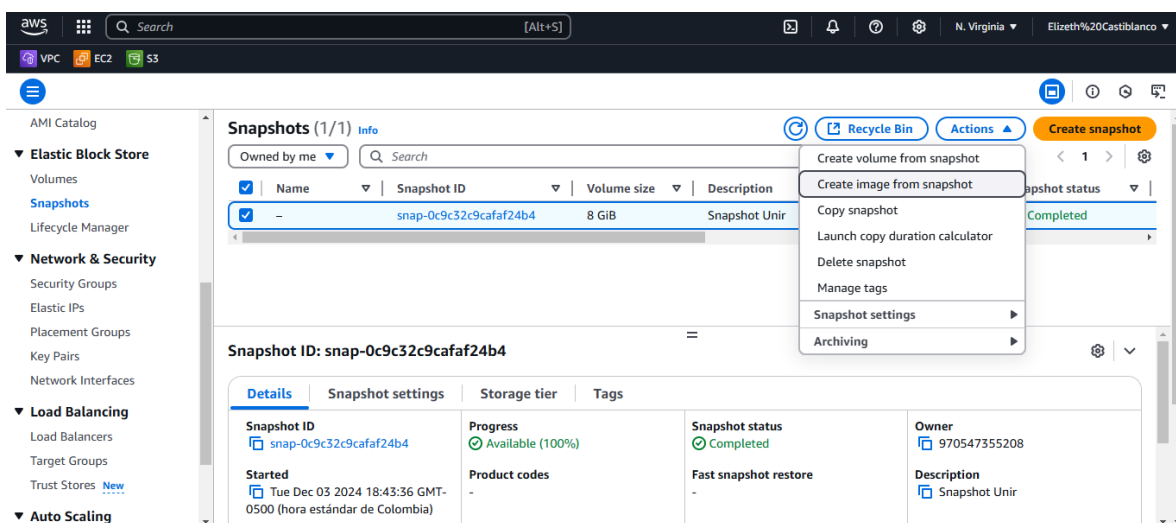 aws Search [Alt+S] N. Virginia ▼ Elizeth%20Castiblanco ▼
VPC EC2 S3
AMI Catalog
▼ Elastic Block Store
Volumes
Snapshots
Lifecycle Manager
▼ Network & Security
Security Groups
Elastic IPs
Placement Groups
Key Pairs
Network Interfaces
▼ Load Balancing
Load Balancers
Target Groups
Trust Stores New
▼ Auto Scaling
Snapshots (1/1) Info
Recycle Bin Actions ▲ Create snapshot
Owned by me ▼ Search < 1 >
Name Snapshot ID Volume size Description apshot status
– snap-0c9c32c9cafaf24b4 8 GiB Snapshot Unir Completed
Create volume from snapshot
Create image from snapshot
Copy snapshot
Launch copy duration calculator
Delete snapshot
Manage tags
Snapshot settings ▶
Archiving ▶
Snapshot ID: snap-0c9c32c9cafaf24b4
Details Snapshot settings Storage tier Tags
Snapshot ID
snap-0c9c32c9cafaf24b4
Progress
Available (100%)
Snapshot status
Completed
Owner
970547355208
Started
Tue Dec 03 2024 18:43:36 GMT-
0500 (hora estándar de Colombia)
Product codes
-
Fast snapshot restore
-
Description
Snapshot Unir